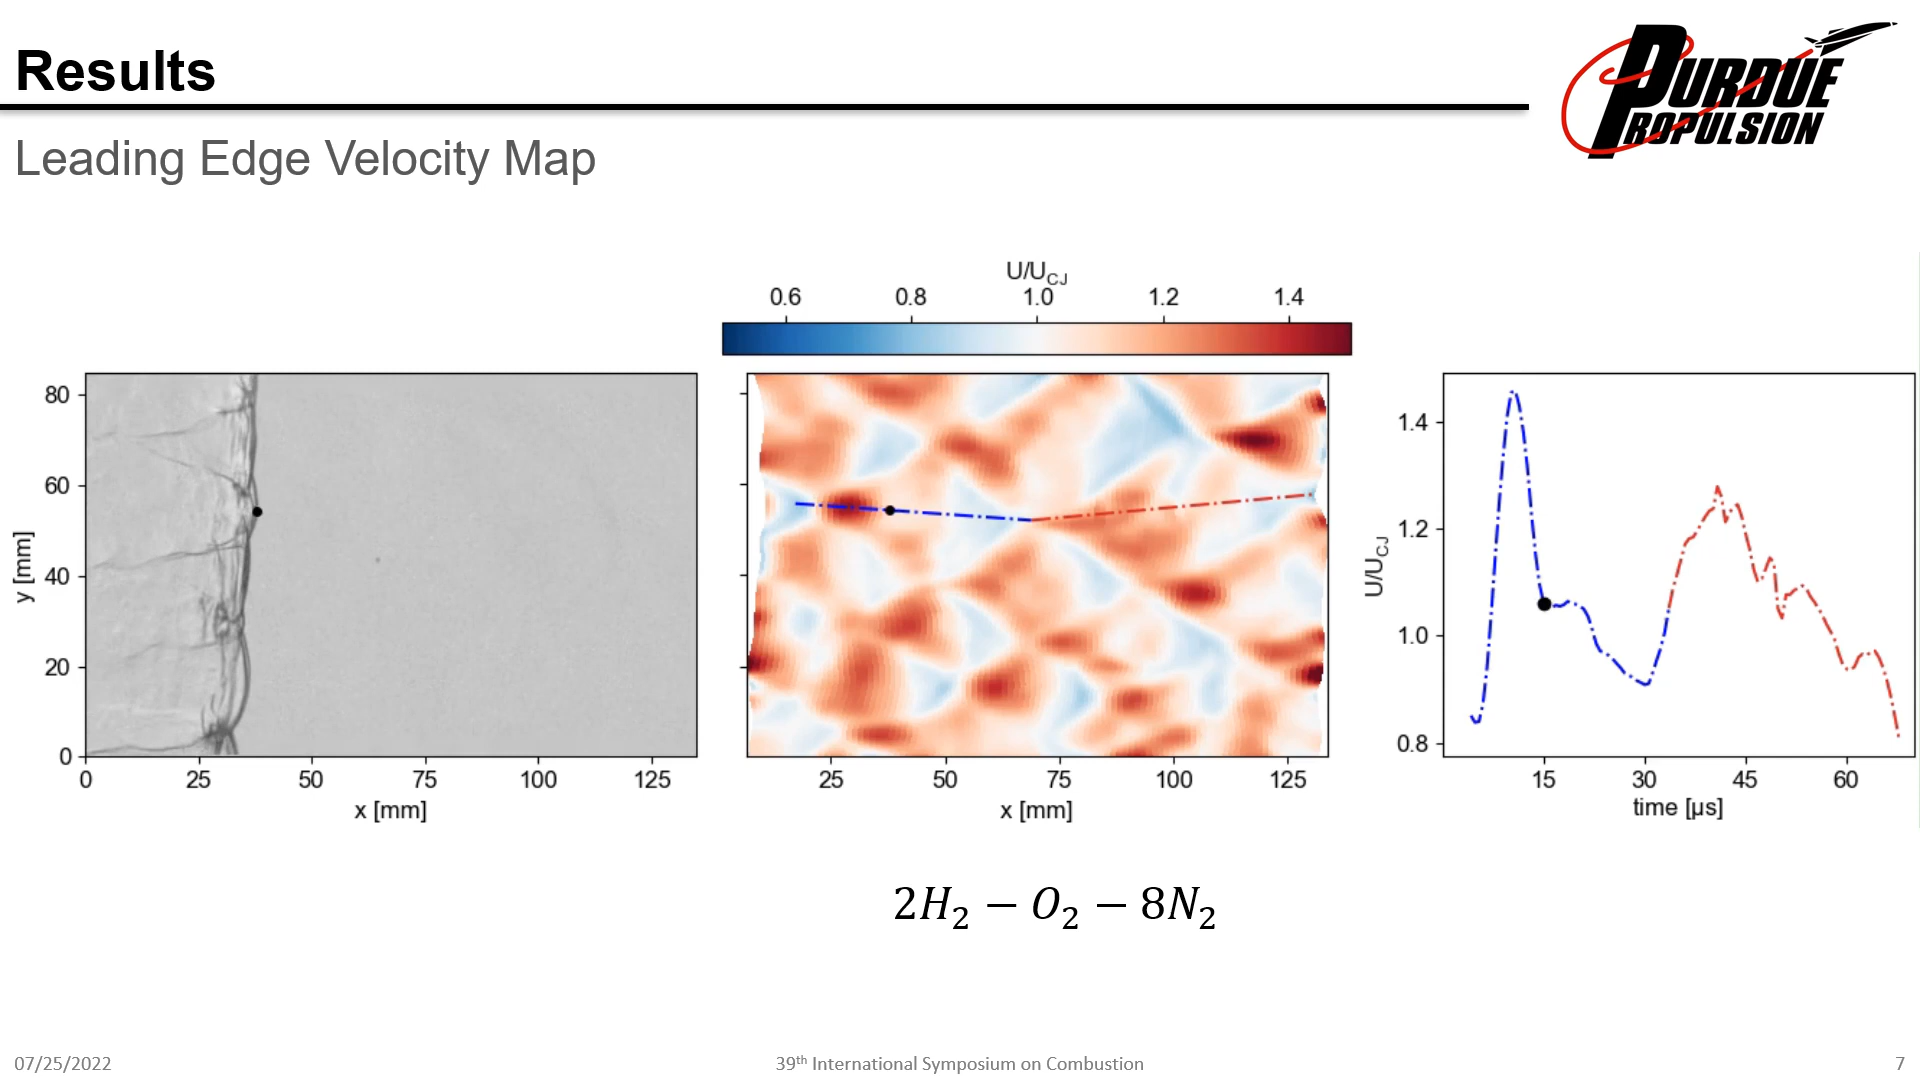 Results
PURDUE
PROPULSION
Leading Edge Velocity Map
U/U_CJ
0.6 0.8 1.0 1.2 1.4
80
60
40
20
0
y [mm]
0 25 50 75 100 125
x [mm]
25 50 75 100 125
x [mm]
1.4
1.2
1.0
0.8
U/U_CJ
15 30 45 60
time [µs]
2H₂ − O₂ − 8N₂
07/25/2022
39th International Symposium on Combustion
7